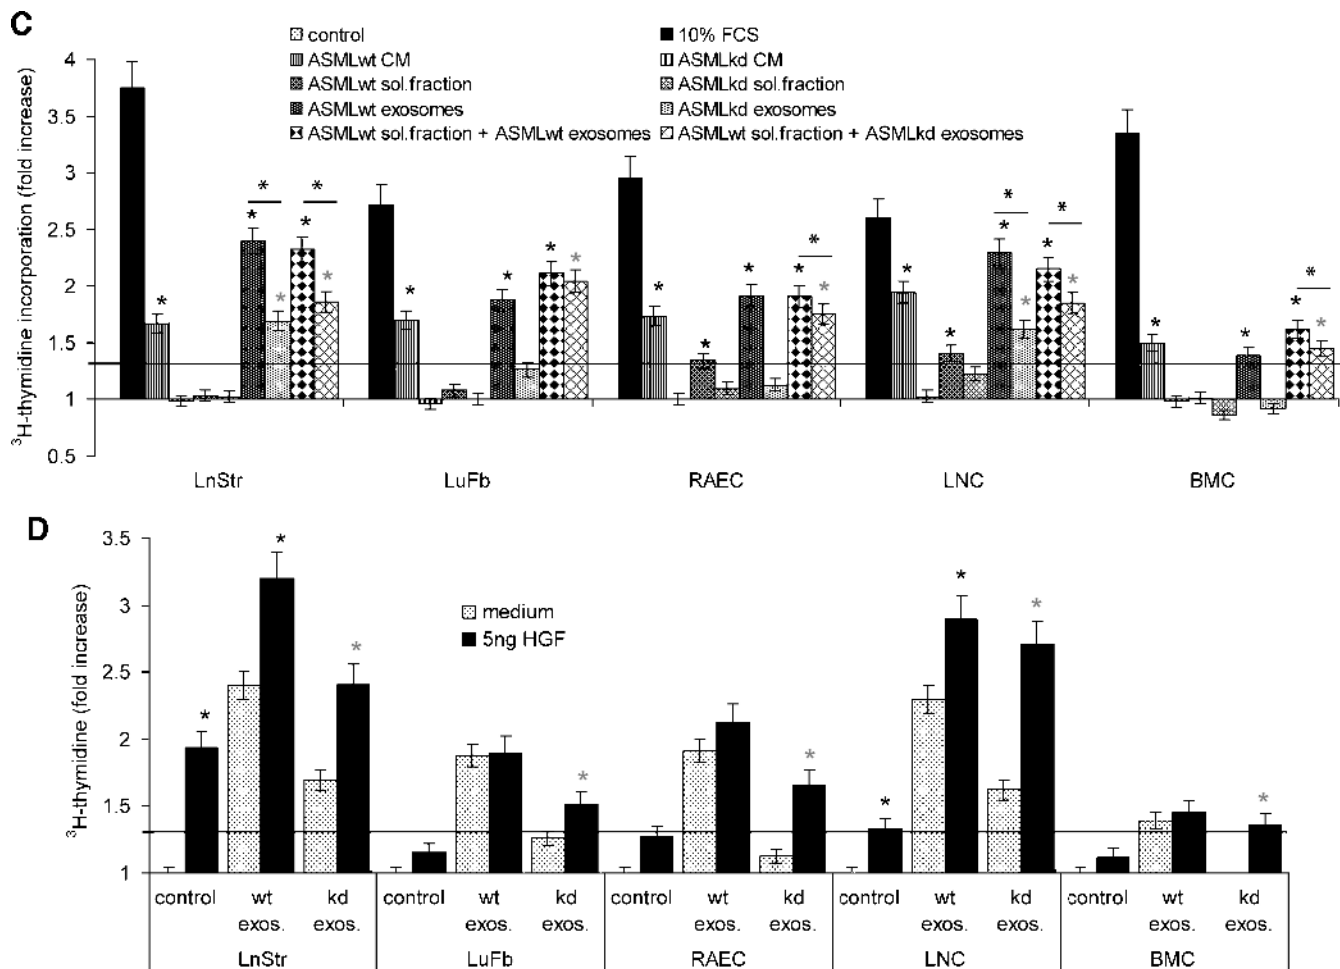 C
control
10% FCS
ASMLwt CM
ASMLkd CM
ASMLwt sol.fraction
ASMLkd sol.fraction
ASMLwt exosomes
ASMLkd exosomes
ASMLwt sol.fraction + ASMLwt exosomes
ASMLwt sol.fraction + ASMLkd exosomes
³H-thymidine incorporation (fold increase)
4
3.5
3
2.5
2
1.5
1
0.5
* * * * * * *
* * * *
* * * * * *
* * * * * * *
* * * * *
LnStr LuFb RAEC LNC BMC
D
³H-thymidine (fold increase)
3.5
3
2.5
2
1.5
1
medium
5ng HGF
* * *
*
*
* * *
*
control wt exos. kd exos. control wt exos. kd exos. control wt exos. kd exos. control wt exos. kd exos. control wt exos. kd exos.
LnStr LuFb RAEC LNC BMC